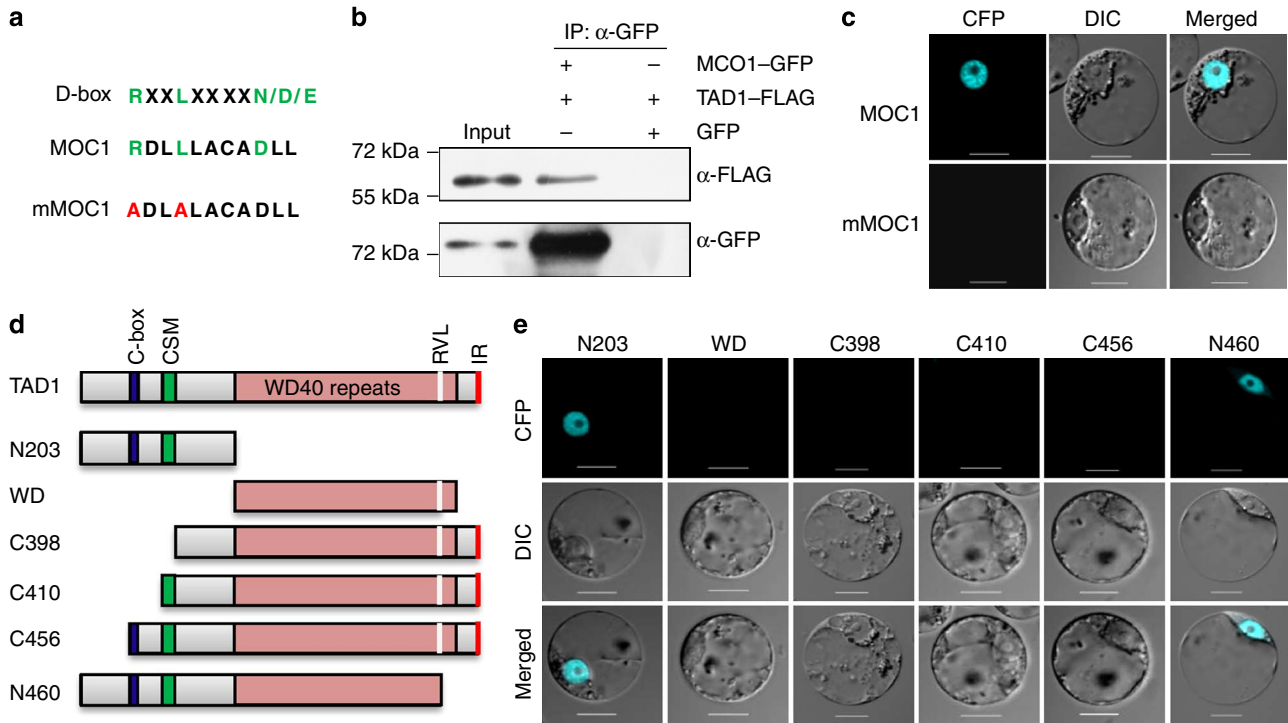 a
D-box RXXLXXXXN/D/E
MOC1 RDLLLACADLL
mMOC1 ADLALACADLL
b
IP: α-GFP
+ – MCO1–GFP
+ + TAD1–FLAG
Input – + GFP
72 kDa
55 kDa
α-FLAG
72 kDa
α-GFP
c
CFP DIC Merged
MOC1
mMOC1
d
C-box CSM RVL IR
TAD1 WD40 repeats
N203
WD
C398
C410
C456
N460
e
N203 WD C398 C410 C456 N460
CFP
DIC
Merged